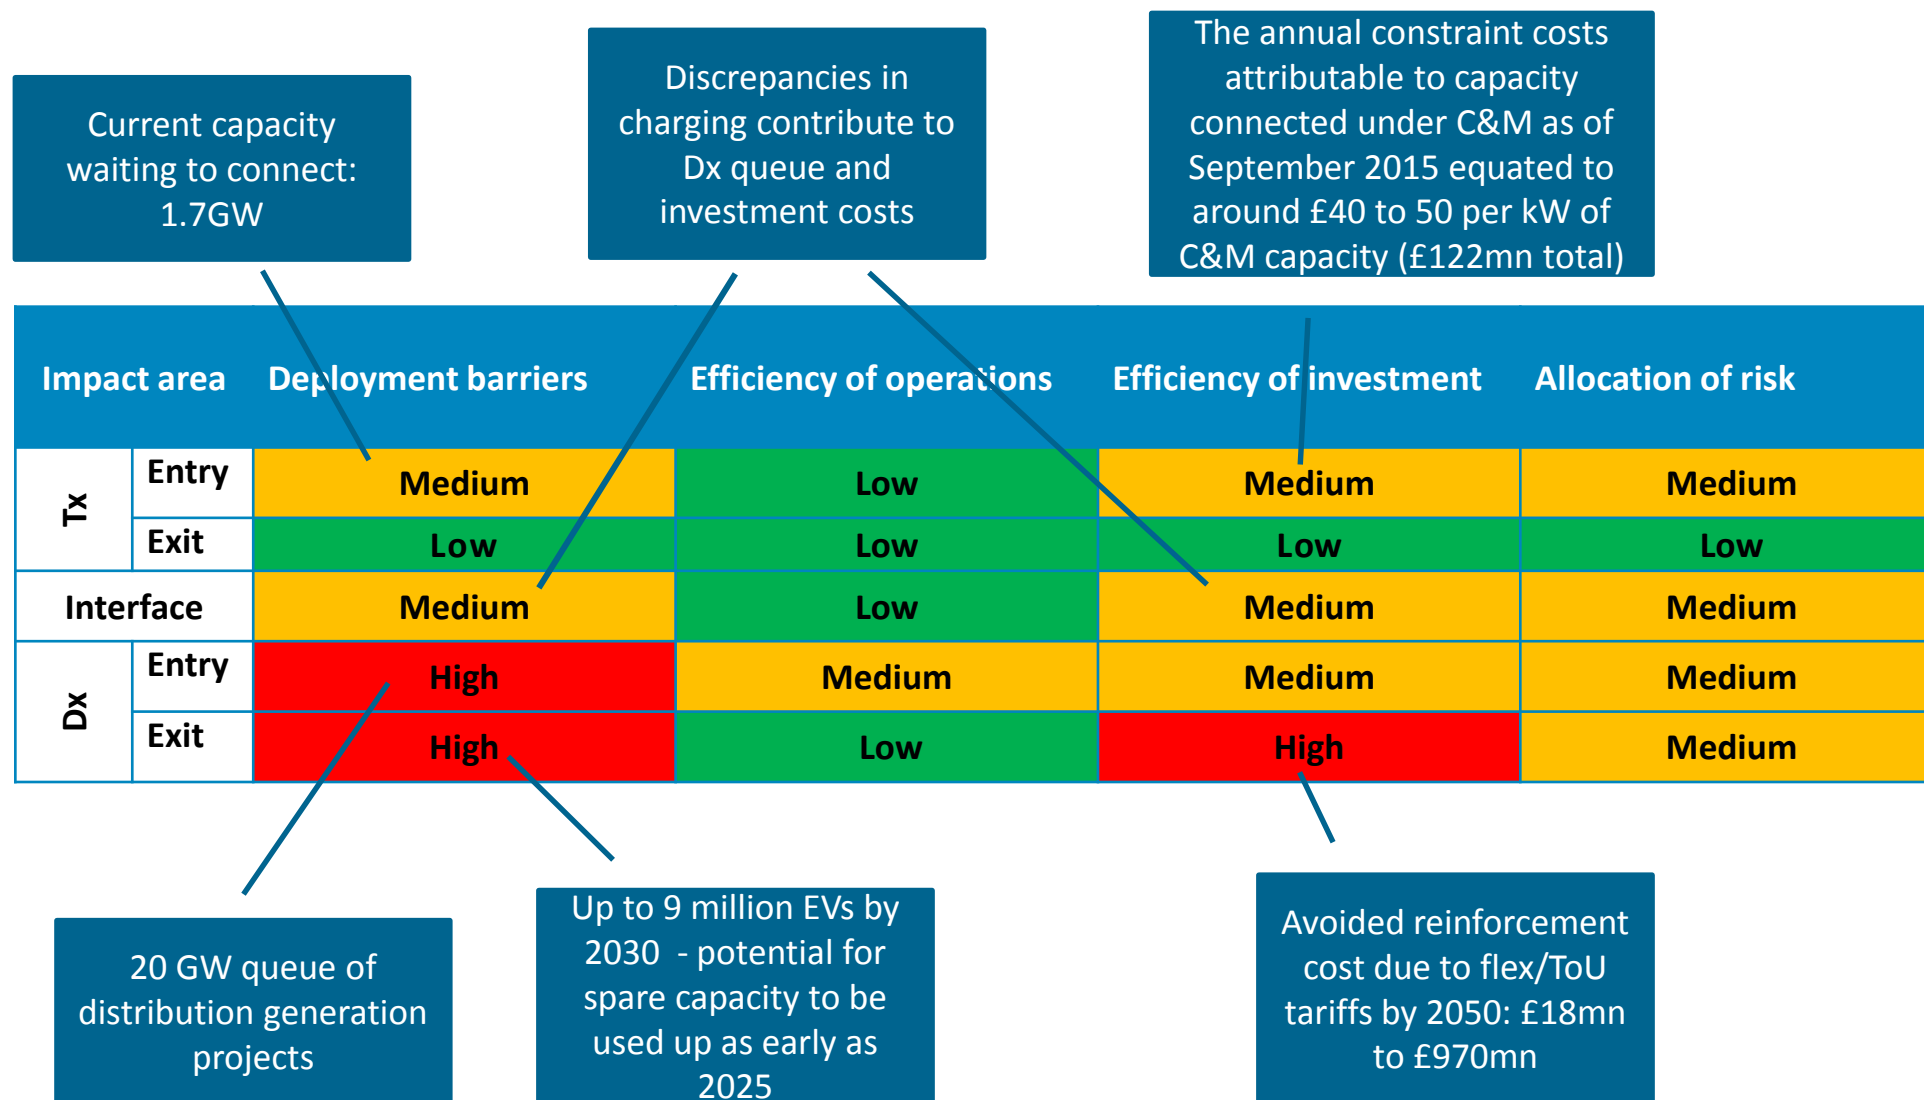 Current capacity
waiting to connect:
1.7GW
Discrepancies in
charging contribute to
Dx queue and
investment costs
The annual constraint costs
attributable to capacity
connected under C&M as of
September 2015 equated to
around £40 to 50 per kW of
C&M capacity (£122mn total)
Impact area Deployment barriers Efficiency of operations Efficiency of investment Allocation of risk
Tx
Entry Medium Low Medium Medium
Exit Low Low Low Low
Interface Medium Low Medium Medium
Dx
Entry High Medium Medium Medium
Exit High Low High Medium
20 GW queue of
distribution generation
projects
Up to 9 million EVs by
2030 - potential for
spare capacity to be
used up as early as
2025
Avoided reinforcement
cost due to flex/ToU
tariffs by 2050: £18mn
to £970mn